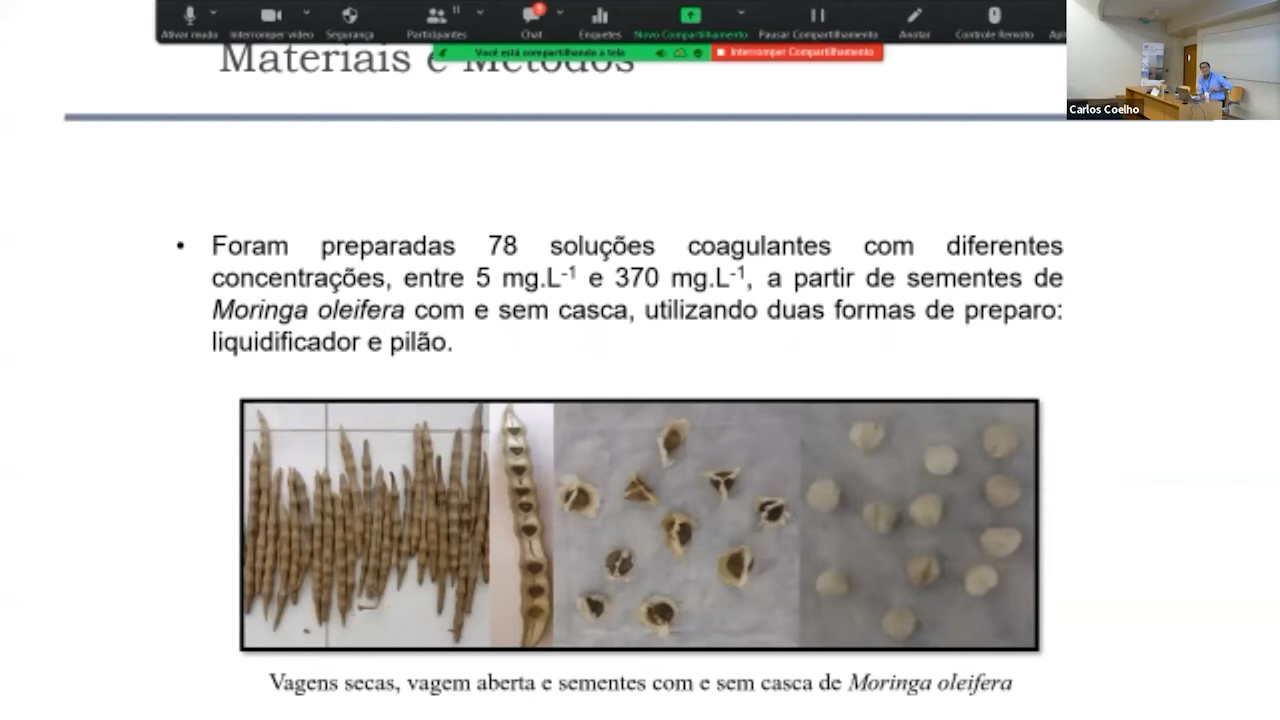 Ativar mudo
Interromper vídeo
Segurança
Participantes
11
Chat
9
Enquetes
Novo Compartilhamento
Pausar Compartilhamento
Anotar
Controle Remoto
Você está compartilhando a tela
Interromper Compartilhamento
Materiais e Métodos
Carlos Coelho
• Foram preparadas 78 soluções coagulantes com diferentes
concentrações, entre 5 mg.L⁻¹ e 370 mg.L⁻¹, a partir de sementes de
Moringa oleifera com e sem casca, utilizando duas formas de preparo:
liquidificador e pilão.
Vagens secas, vagem aberta e sementes com e sem casca de Moringa oleifera